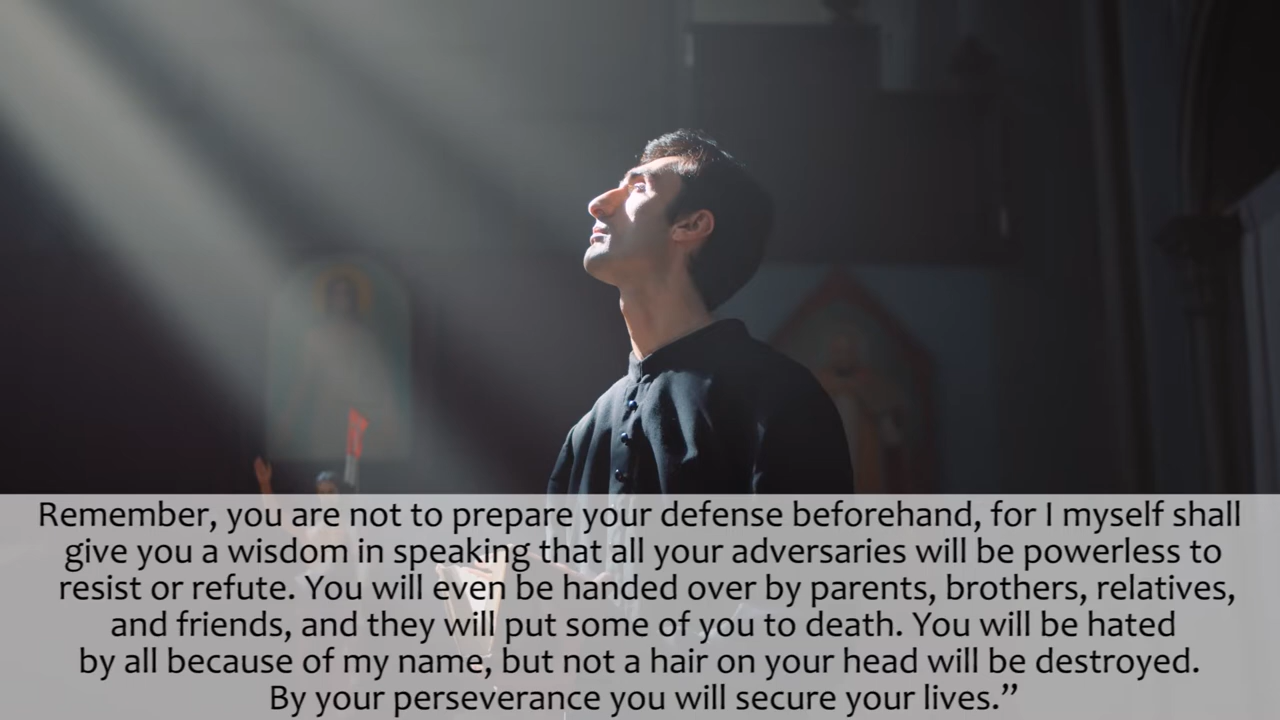 Remember, you are not to prepare your defense beforehand, for I myself shall
give you a wisdom in speaking that all your adversaries will be powerless to
resist or refute. You will even be handed over by parents, brothers, relatives,
and friends, and they will put some of you to death. You will be hated
by all because of my name, but not a hair on your head will be destroyed.
By your perseverance you will secure your lives.”